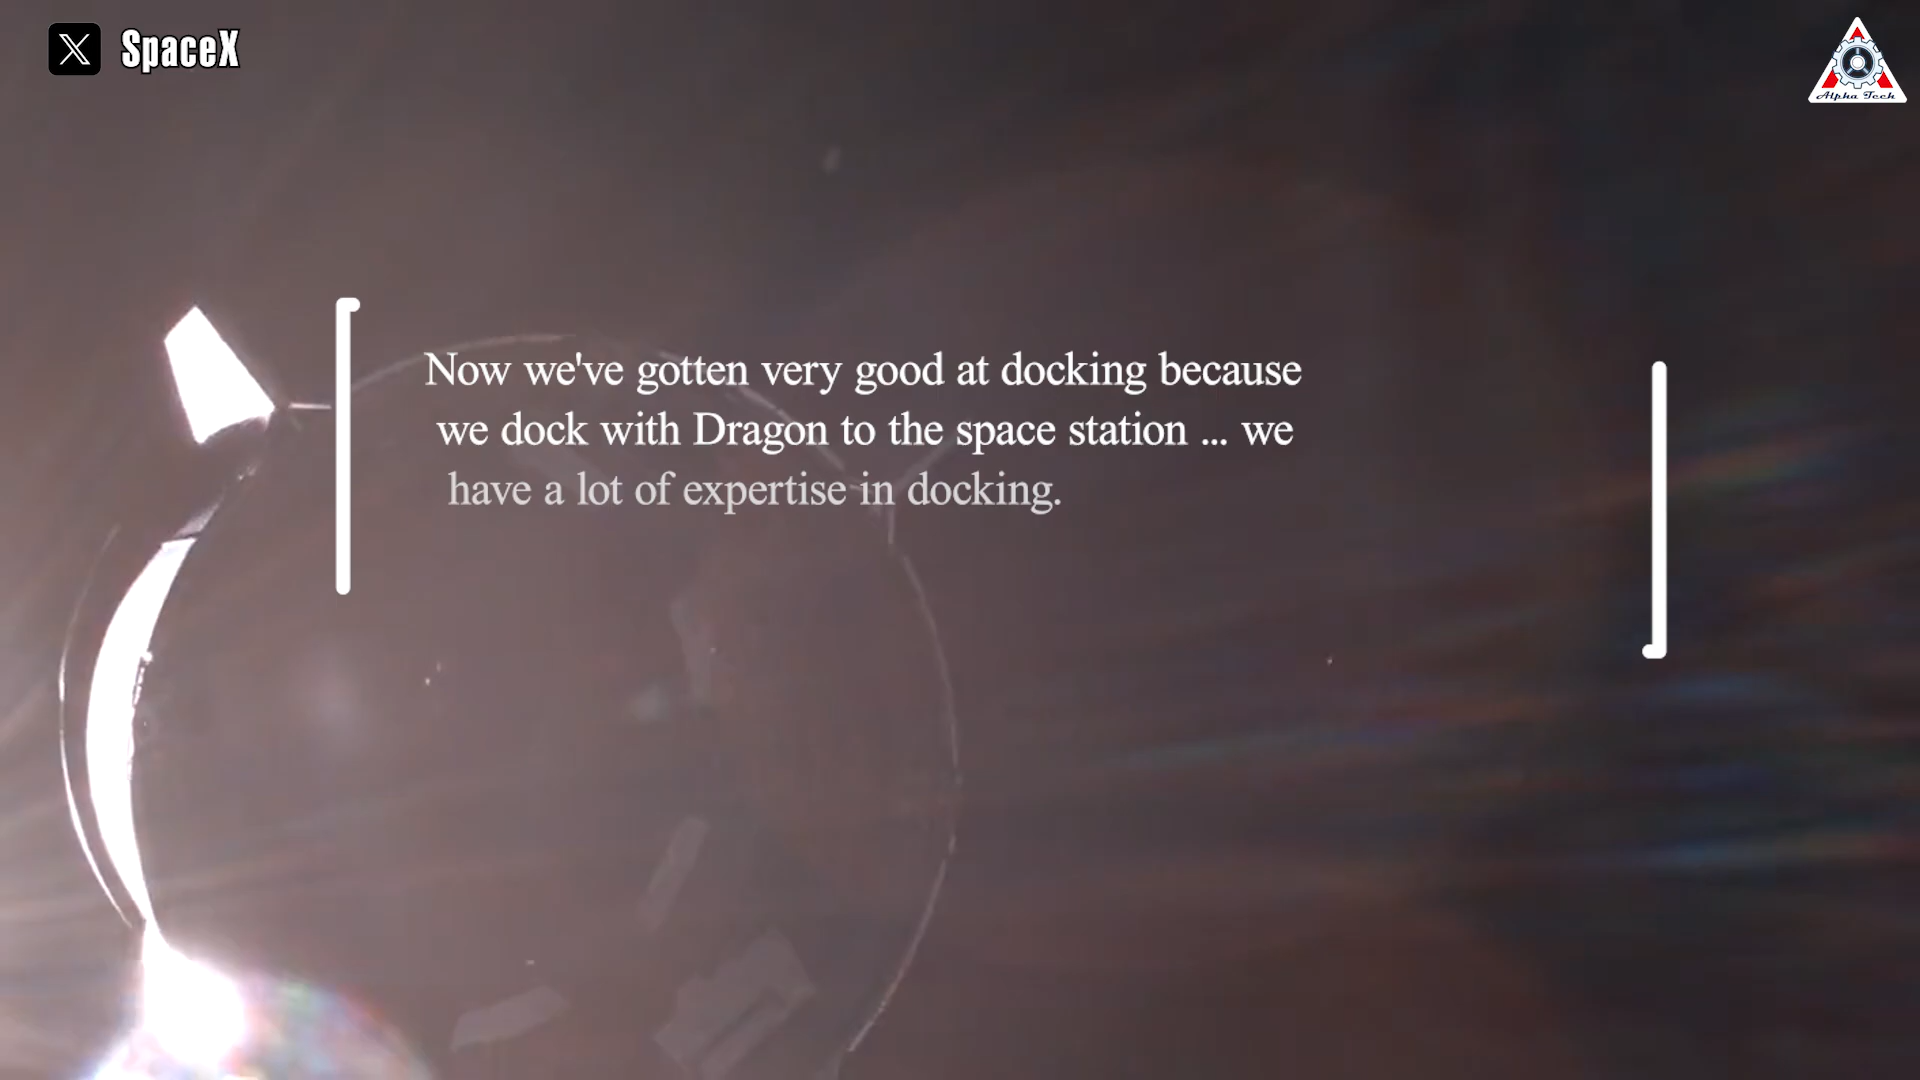 X SpaceX
Alpha Tech
Now we've gotten very good at docking because
we dock with Dragon to the space station ... we
have a lot of expertise in docking.